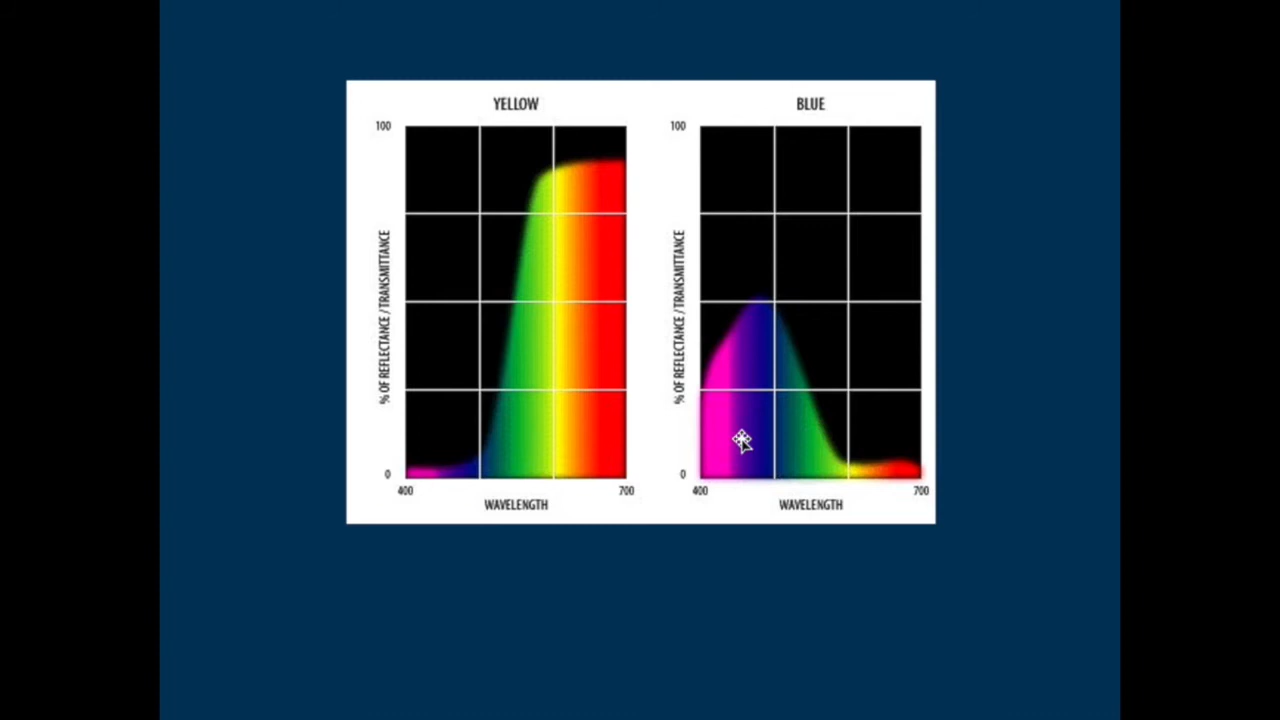 YELLOW
100
% OF REFLECTANCE / TRANSMITTANCE
0
400
700
WAVELENGTH
BLUE
100
% OF REFLECTANCE / TRANSMITTANCE
0
400
700
WAVELENGTH